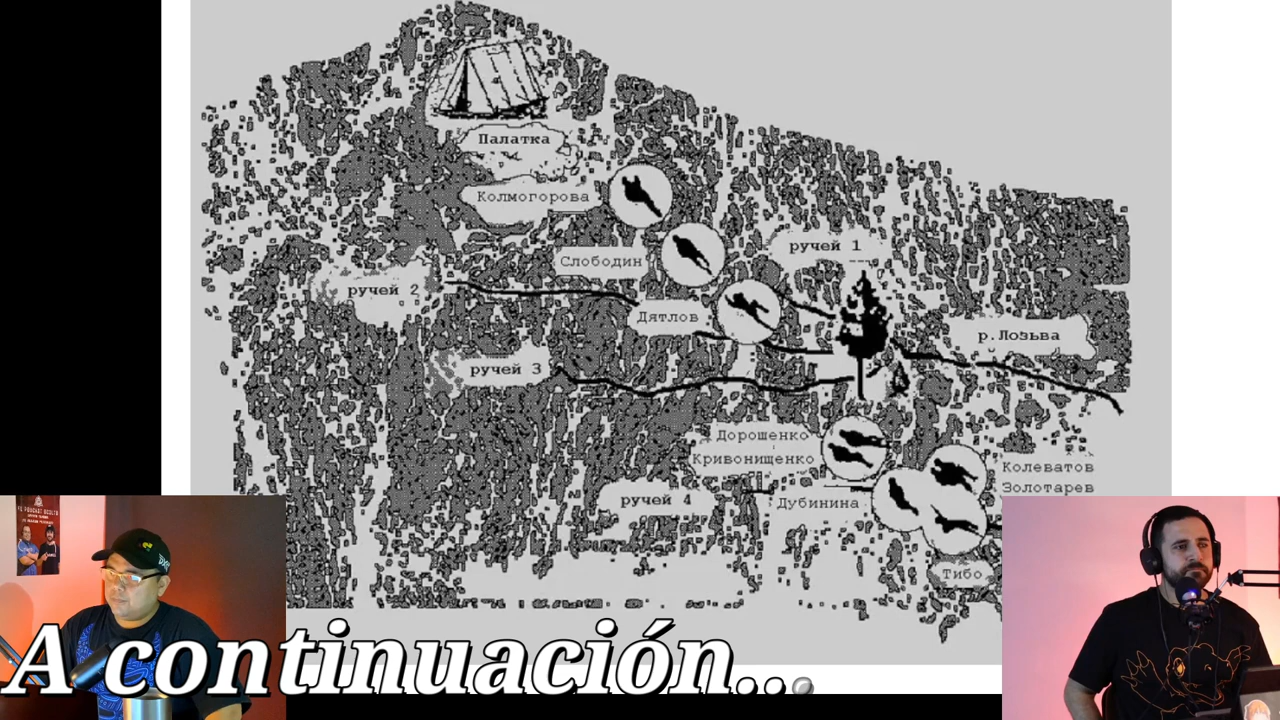 Палатка
Колмогорова
Слободин
ручей 1
ручей 2
Дятлов
р.Лозьва
ручей 3
Дорошенко
Кривонищенко
Колеватов
Золотарев
ручей 4
Дубинина
Тибо
A continuación...